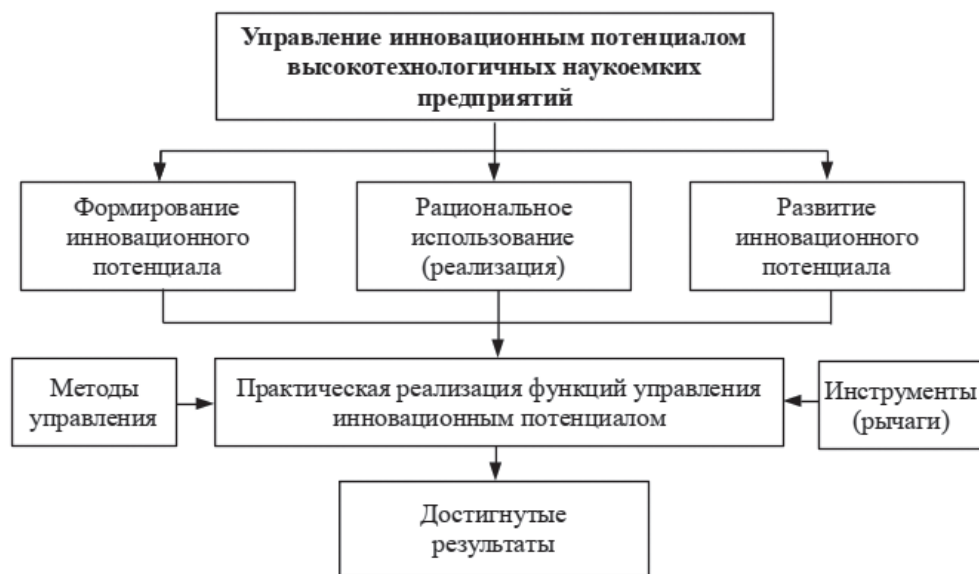 Управление инновационным потенциалом
высокотехнологичных наукоемких
предприятий
Формирование
инновационного
потенциала
Рациональное
использование
(реализация)
Развитие
инновационного
потенциала
Методы
управления
Практическая реализация функций управления
инновационным потенциалом
Инструменты
(рычаги)
Достигнутые
результаты